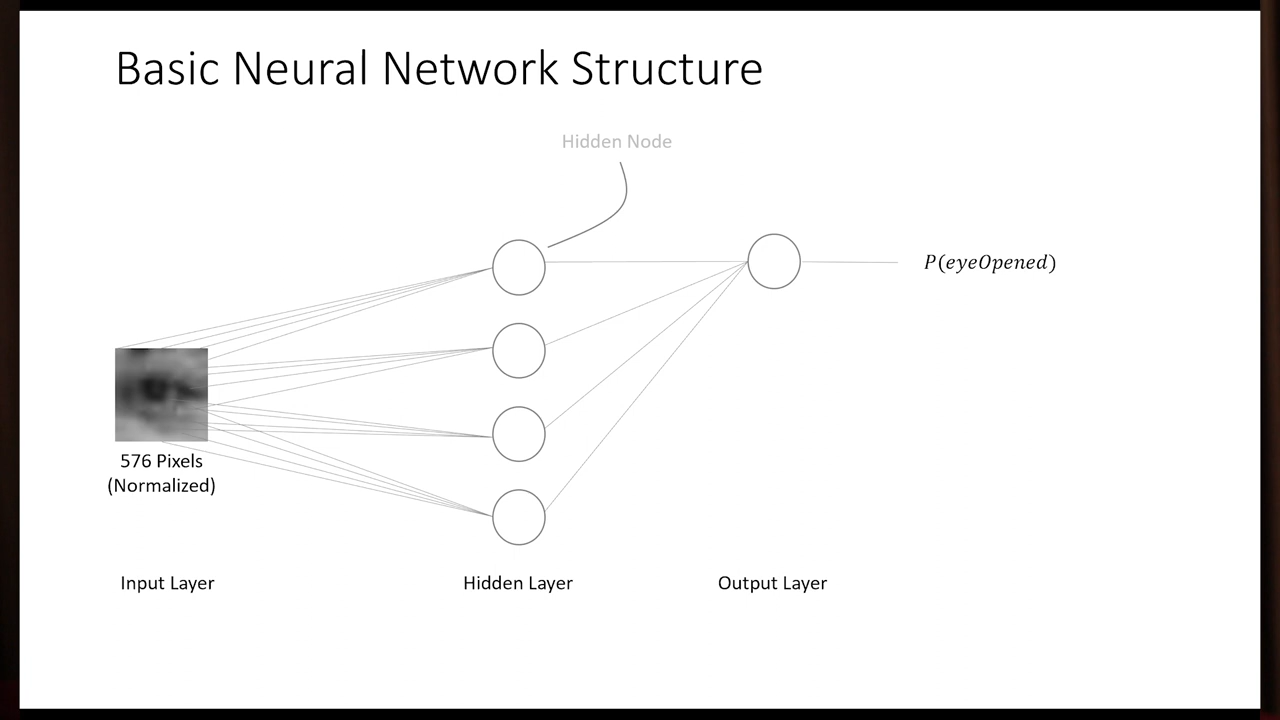 Basic Neural Network Structure
Hidden Node
P(eyeOpened)
576 Pixels
(Normalized)
Input Layer
Hidden Layer
Output Layer